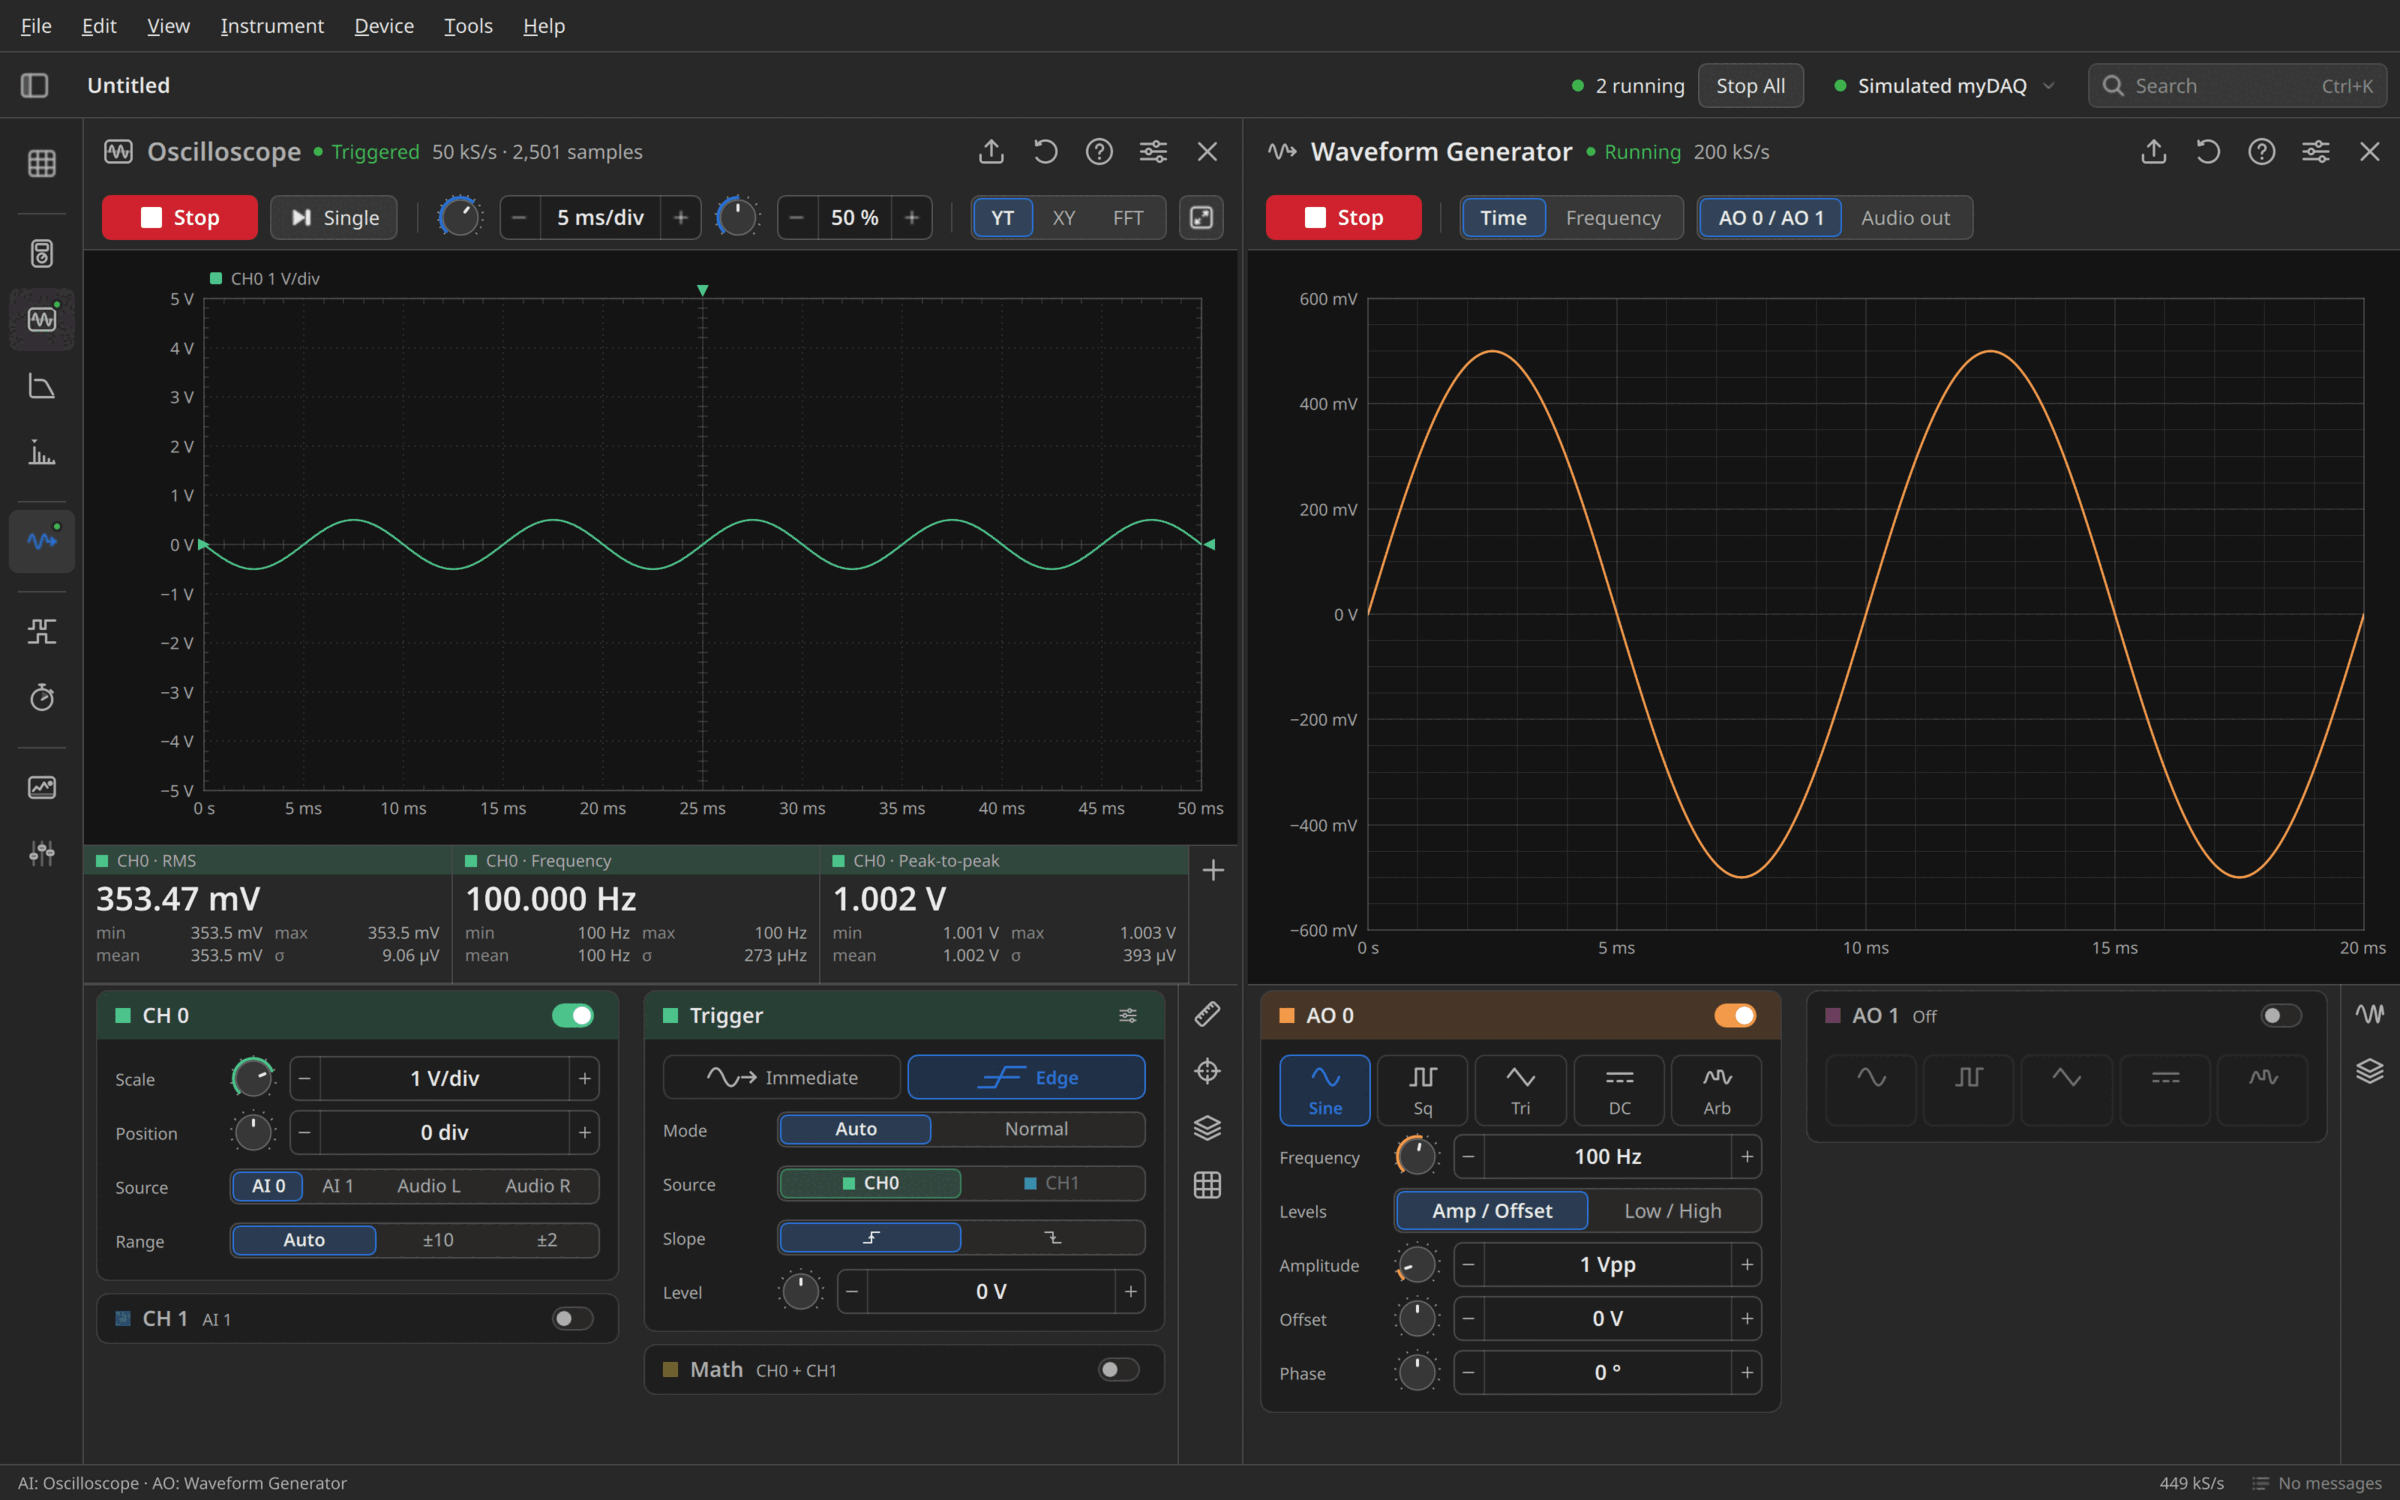 File Edit View Instrument Device Tools Help
Untitled
2 running Stop All Simulated myDAQ Search Ctrl+K
Oscilloscope Triggered 50 kS/s · 2,501 samples
Stop Single − 5 ms/div + − 50 % + YT XY FFT
CH0 1 V/div
5 V
4 V
3 V
2 V
1 V
0 V
−1 V
−2 V
−3 V
−4 V
−5 V
0 s 5 ms 10 ms 15 ms 20 ms 25 ms 30 ms 35 ms 40 ms 45 ms 50 ms
CH0 · RMS
353.47 mV
min 353.5 mV max 353.5 mV
mean 353.5 mV σ 9.06 μV
CH0 · Frequency
100.000 Hz
min 100 Hz max 100 Hz
mean 100 Hz σ 273 μHz
CH0 · Peak-to-peak
1.002 V
min 1.001 V max 1.003 V
mean 1.002 V σ 393 μV
CH 0
Scale − 1 V/div +
Position − 0 div +
Source AI 0 AI 1 Audio L Audio R
Range Auto ±10 ±2
CH 1 AI 1
Trigger
Immediate Edge
Mode Auto Normal
Source CH0 CH1
Slope
Level − 0 V +
Math CH0 + CH1
Waveform Generator Running 200 kS/s
Stop Time Frequency AO 0 / AO 1 Audio out
600 mV
400 mV
200 mV
0 V
−200 mV
−400 mV
−600 mV
0 s 5 ms 10 ms 15 ms 20 ms
AO 0
Sine Sq Tri DC Arb
Frequency − 100 Hz +
Levels Amp / Offset Low / High
Amplitude − 1 Vpp +
Offset − 0 V +
Phase − 0 ° +
AO 1 Off
AI: Oscilloscope · AO: Waveform Generator
449 kS/s No messages